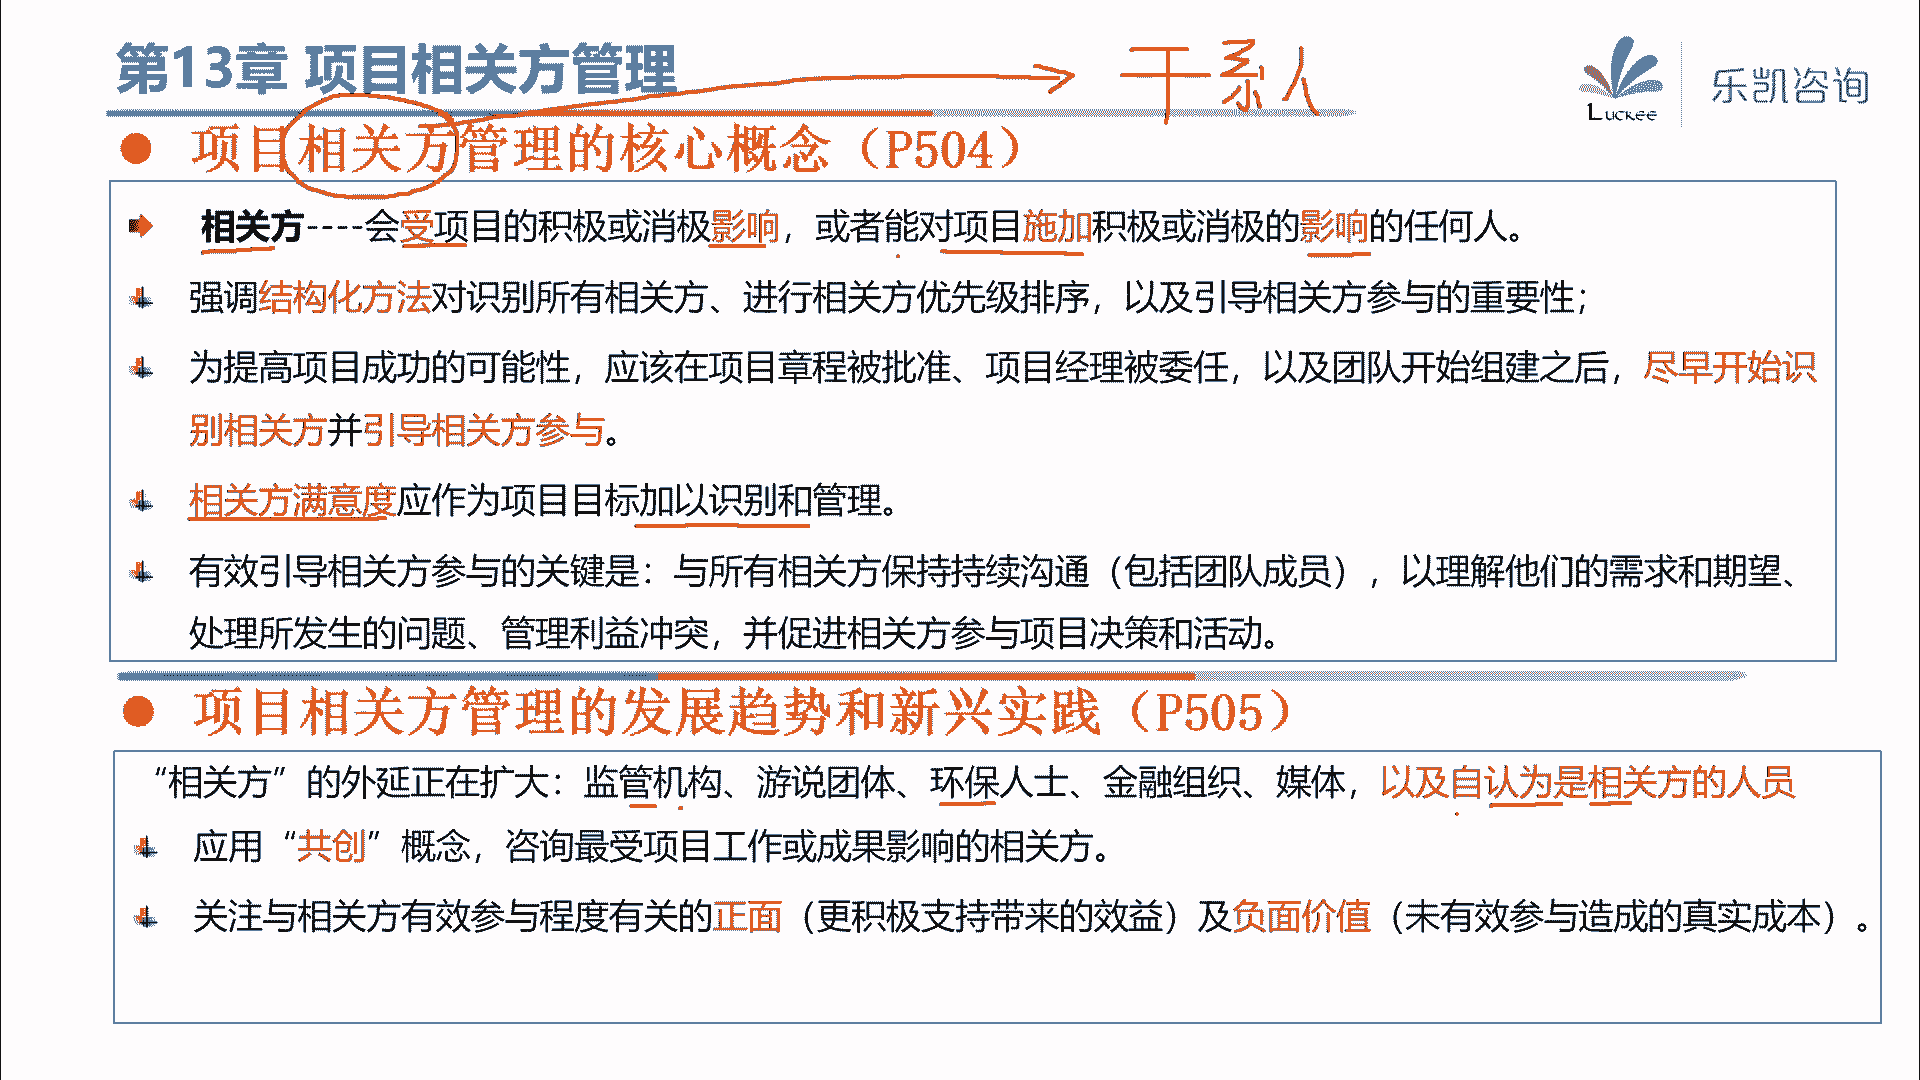 第13章 项目相关方管理
干系人
Luckee
乐凯咨询
项目相关方管理的核心概念（P504）
相关方----会受项目的积极或消极影响，或者能对项目施加积极或消极的影响的任何人。
强调结构化方法对识别所有相关方、进行相关方优先级排序，以及引导相关方参与的重要性；
为提高项目成功的可能性，应该在项目章程被批准、项目经理被委任，以及团队开始组建之后，尽早开始识
别相关方并引导相关方参与。
相关方满意度应作为项目目标加以识别和管理。
有效引导相关方参与的关键是：与所有相关方保持持续沟通（包括团队成员），以理解他们的需求和期望、
处理所发生的问题、管理利益冲突，并促进相关方参与项目决策和活动。
项目相关方管理的发展趋势和新兴实践（P505）
“相关方”的外延正在扩大：监管机构、游说团体、环保人士、金融组织、媒体，以及自认为是相关方的人员
应用“共创”概念，咨询最受项目工作或成果影响的相关方。
关注与相关方有效参与程度有关的正面（更积极支持带来的效益）及负面价值（未有效参与造成的真实成本）。